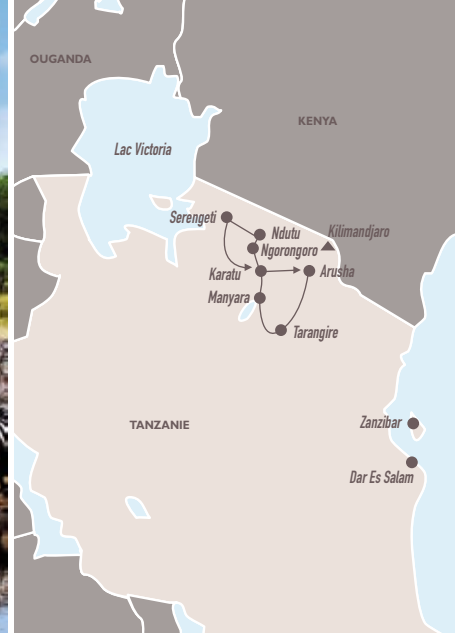 OUGANDA
KENYA
Lac Victoria
Serengeti
Ndutu
Kilimandjaro
Ngorongoro
Karatu
Arusha
Manyara
Tarangire
TANZANIE
Zanzibar
Dar Es Salam